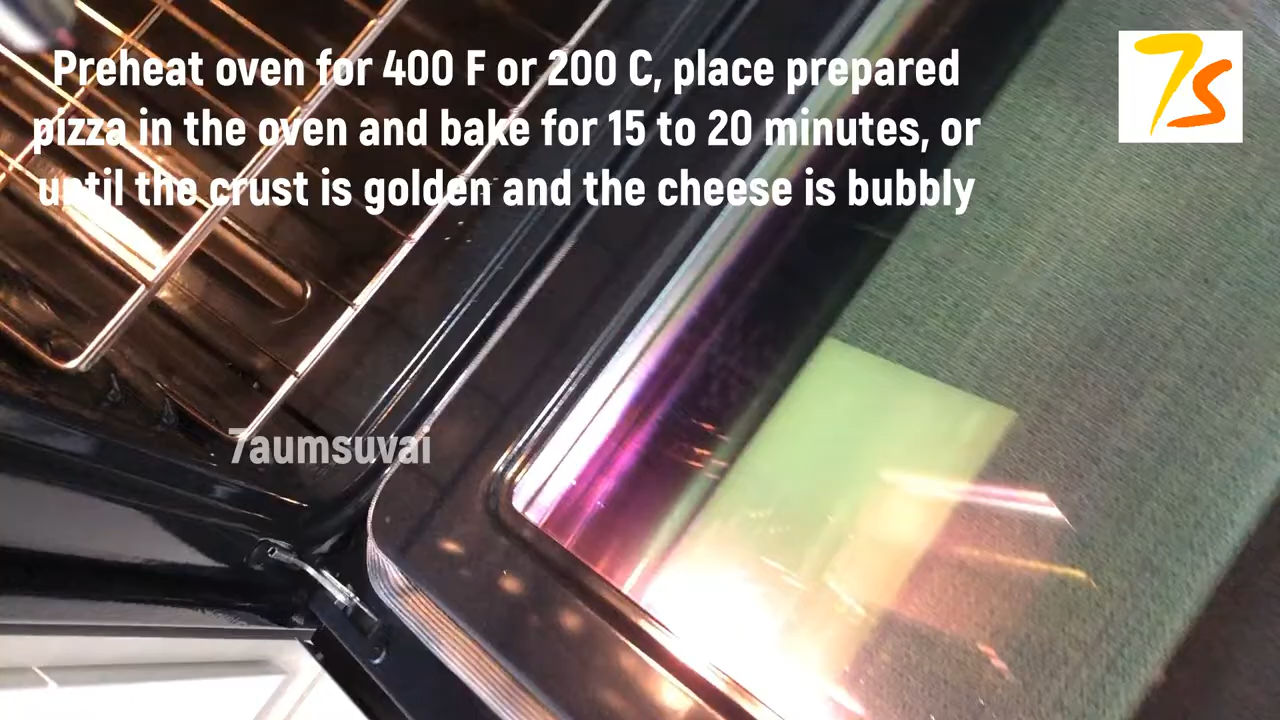 Preheat oven for 400 F or 200 C, place prepared
pizza in the oven and bake for 15 to 20 minutes, or
until the crust is golden and the cheese is bubbly
7S
7aumsuvai